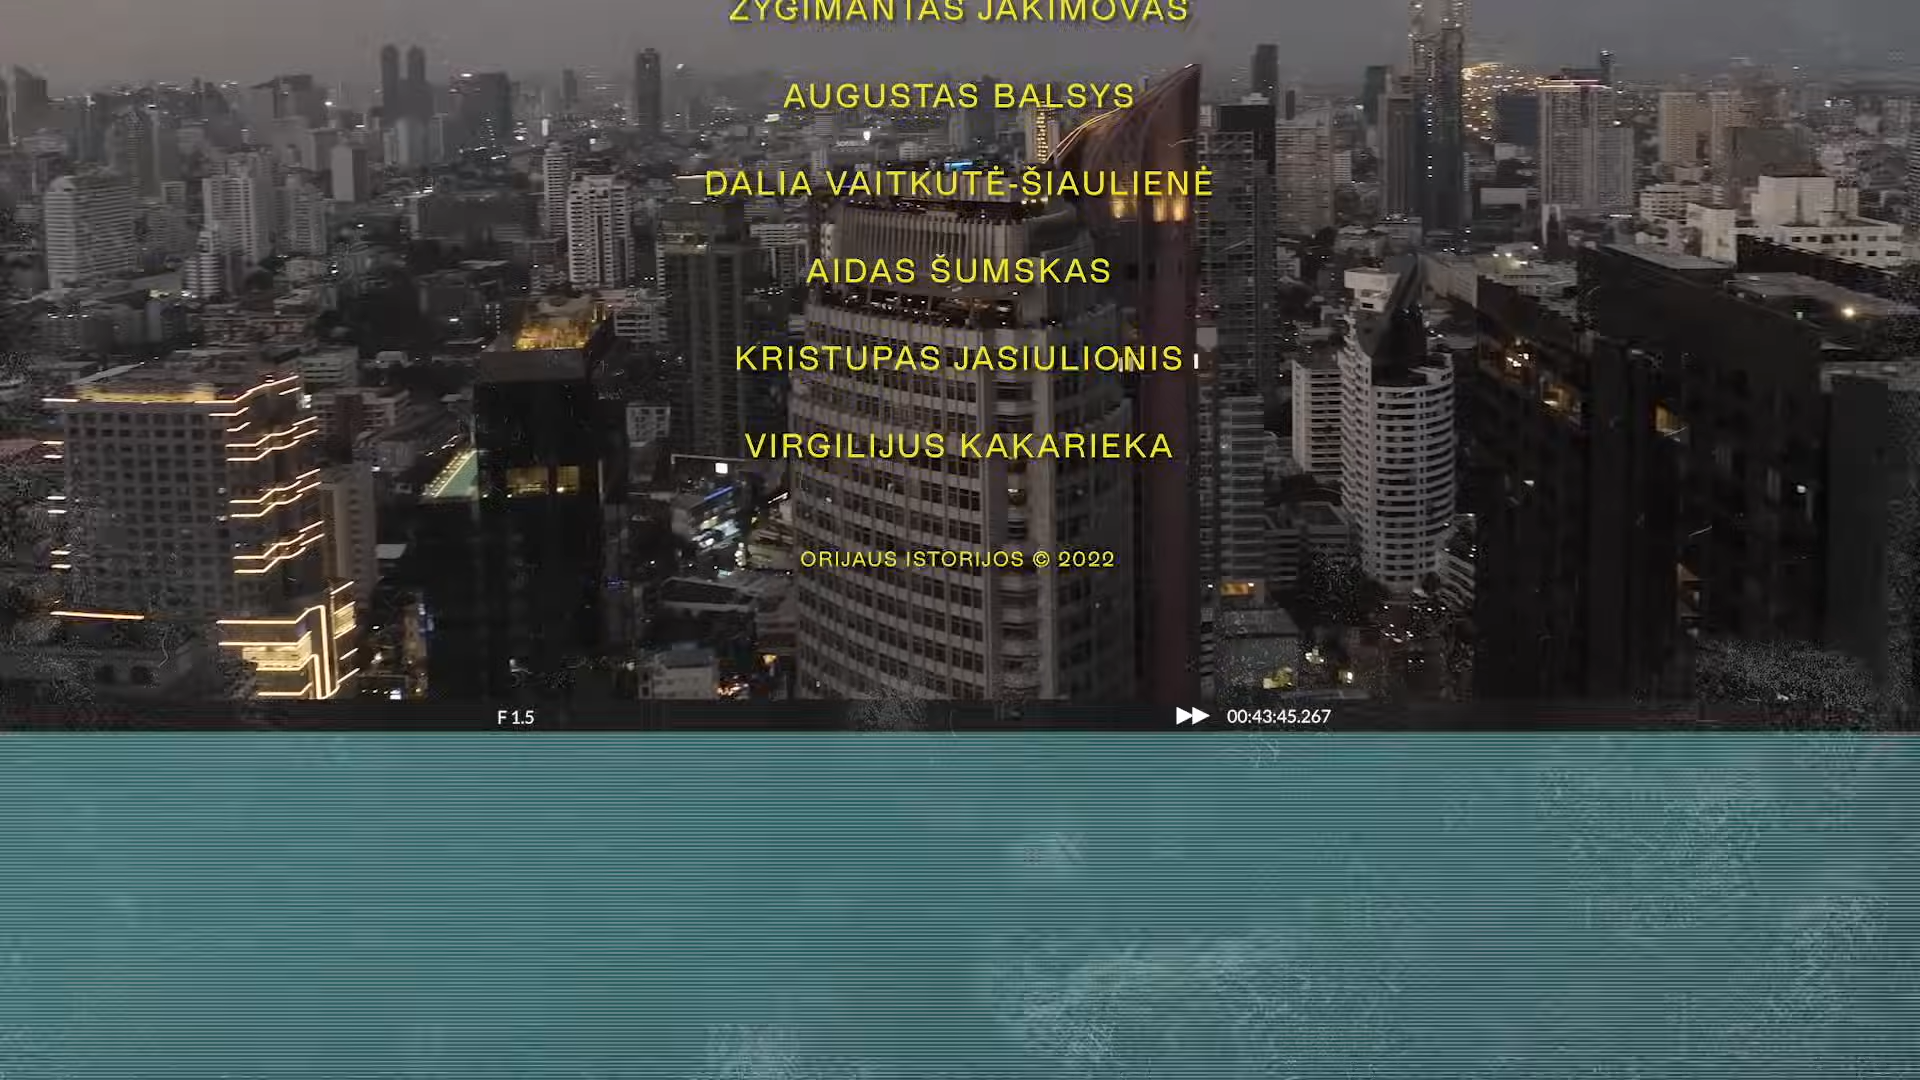 ŽYGIMANTAS JAKIMOVAS
AUGUSTAS BALSYS
DALIA VAITKUTĖ-ŠIAULIENĖ
AIDAS ŠUMSKAS
KRISTUPAS JASIULIONIS
VIRGILIJUS KAKARIEKA
ORIJAUS ISTORIJOS © 2022
F 1.5
00:43:45.267